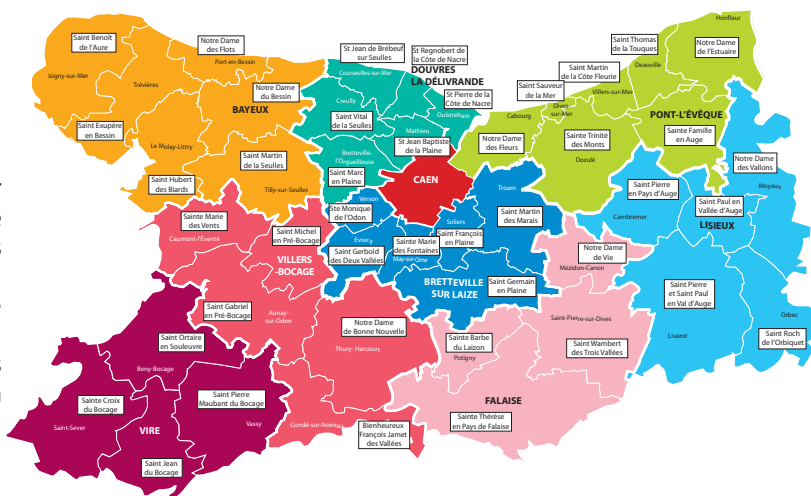 Honfleur
Saint Benoît
de l'Aure
Notre Dame
des Flots
Port-en-Bessin
Isigny-sur-Mer
Trévières
Notre Dame
du Bessin
BAYEUX
Saint Exupère
en Bessin
Le Molay-Littry
Saint Martin
de la Seulles
Saint Hubert
des Biards
Tilly-sur-Seulles
St Jean de Brébeuf
sur Seulles
St Regnobert de
la Côte de Nacre
DOUVRES
LA DÉLIVRANDE
Courseulles-sur-Mer
St Pierre de la
Côte de Nacre
Creully
Ouistreham
Saint Vital
de la Seulles
Mathieu
St Jean Baptiste
de la Plaine
Bretteville-
l'Orgueilleuse
Saint Marc
en Plaine
CAEN
Saint Thomas
de la Touques
Notre Dame
de l'Estuaire
Saint Martin
de la Côte Fleurie
Deauville
Saint Sauveur
de la Mer
Villers-sur-Mer
Cabourg
Dives-
sur-Mer
PONT-L'ÉVÊQUE
Notre Dame
des Fleurs
Sainte Trinité
des Monts
Sainte Famille
en Auge
Dozulé
Notre Dame
des Vallons
Moyaux
Saint Pierre
en Pays d'Auge
Saint Paul en
Vallée d'Auge
Cambremer
LISIEUX
Saint Pierre
et Saint Paul
en Val d'Auge
Orbec
Livarot
Saint Roch
de l'Orbiquet
Verson
Troarn
Ste Monique
de l'Odon
Saint Martin
des Marais
Soliers
Evrecy
Sainte Marie
des Fontaines
Saint François
en Plaine
Saint Gerbold
des Deux Vallées
May-sur-Orne
BRETTEVILLE
SUR LAIZE
Saint Germain
en Plaine
Sainte Marie
des Vents
Caumont-l'Éventé
Saint Michel
en Pré-Bocage
VILLERS
-BOCAGE
Saint Gabriel
en Pré-Bocage
Aunay-
sur-Odon
Notre Dame
de Bonne Nouvelle
Thury-Harcourt
Condé-sur-Noireau
Bienheureux
François Jamet
des Vallées
Notre Dame
de Vie
Mézidon-Canon
Saint-Pierre-sur-Dives
Sainte Barbe
du Laizon
Potigny
Saint Wambert
des Trois Vallées
FALAISE
Sainte Thérèse
en Pays de Falaise
Saint Ortaire
en Souleuvre
Beny-Bocage
Sainte Croix
du Bocage
Saint Pierre
Maubant du Bocage
Saint-Sever
VIRE
Vassy
Saint Jean
du Bocage